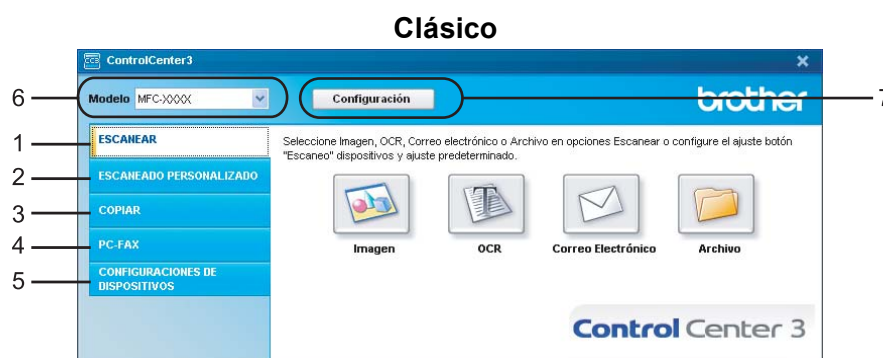 Clásico
CC3 ControlCenter3
6
Modelo MFC-XXXX
Configuración
brother
7
1
ESCANEAR
2
ESCANEADO PERSONALIZADO
3
COPIAR
4
PC-FAX
5
CONFIGURACIONES DE
DISPOSITIVOS
Seleccione Imagen, OCR, Correo electrónico o Archivo en opciones Escanear o configure el ajuste botón
"Escaneo" dispositivos y ajuste predeterminado.
Imagen
OCR
Correo Electrónico
Archivo
Control Center 3